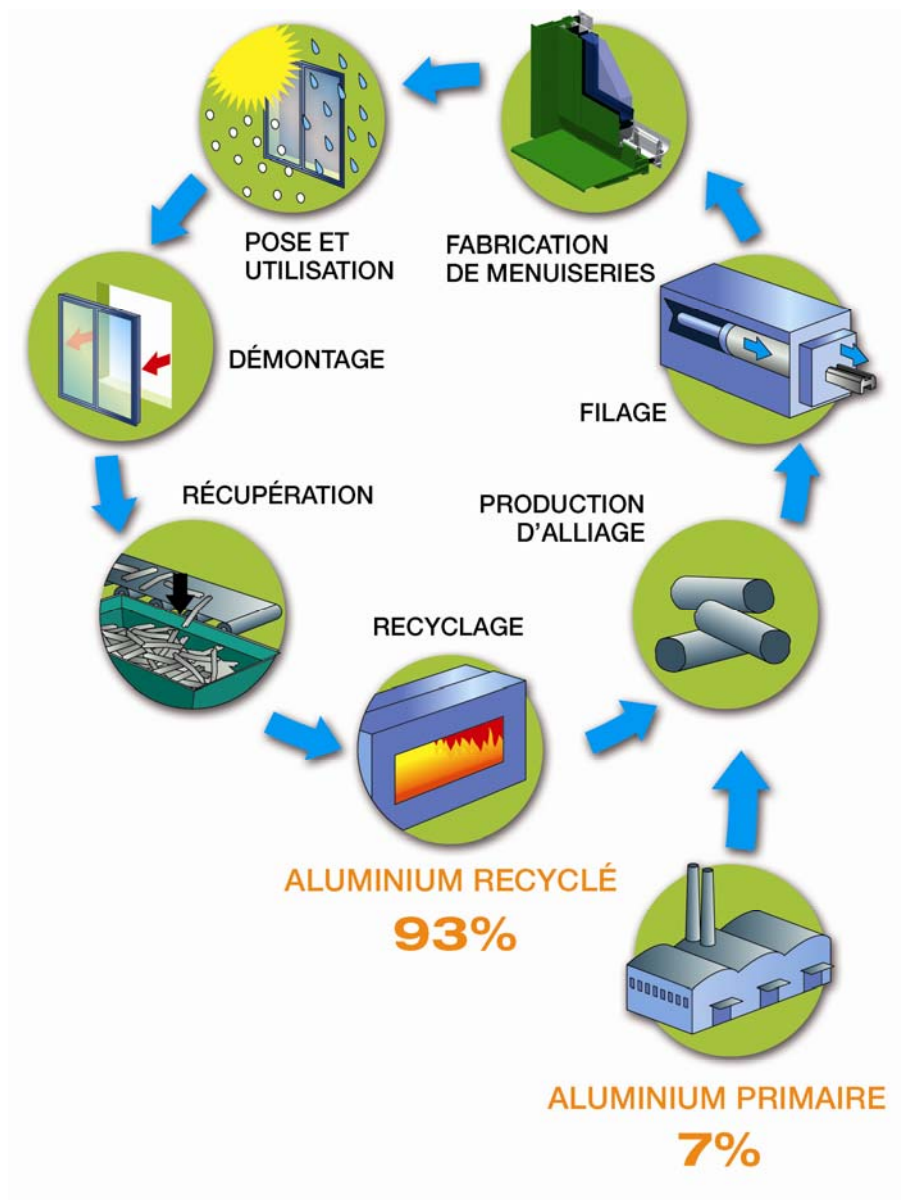 POSE ET
UTILISATION
FABRICATION
DE MENUISERIES
DÉMONTAGE
FILAGE
RÉCUPÉRATION
PRODUCTION
D'ALLIAGE
RECYCLAGE
ALUMINIUM RECYCLÉ
93%
ALUMINIUM PRIMAIRE
7%